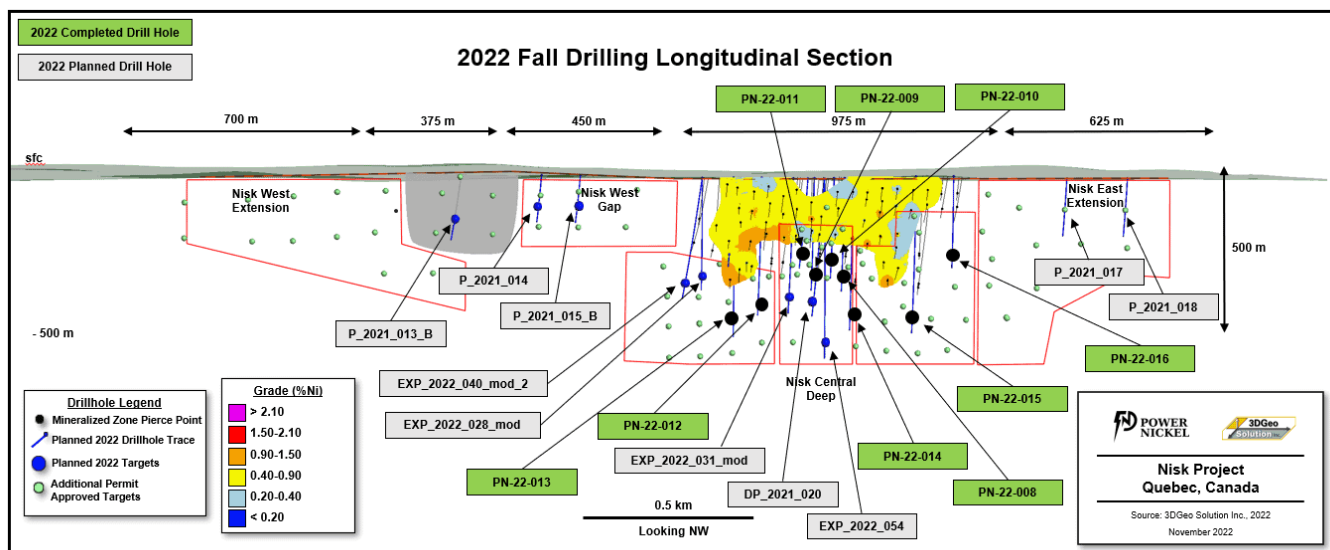 2022 Completed Drill Hole
2022 Planned Drill Hole
2022 Fall Drilling Longitudinal Section
PN-22-011
PN-22-009
PN-22-010
700 m
375 m
450 m
975 m
625 m
sfc
Nisk West
Extension
Nisk West
Gap
Nisk East
Extension
500 m
P_2021_014
P_2021_017
P_2021_015_B
P_2021_018
P_2021_013_B
- 500 m
PN-22-016
EXP_2022_040_mod_2
Nisk Central
Deep
EXP_2022_028_mod
PN-22-015
PN-22-012
EXP_2022_031_mod
PN-22-014
PN-22-013
DP_2021_020
PN-22-008
EXP_2022_054
0.5 km
Looking NW
Drillhole Legend
Mineralized Zone Pierce Point
Planned 2022 Drillhole Trace
Planned 2022 Targets
Additional Permit
Approved Targets
Grade (%Ni)
> 2.10
1.50-2.10
0.90-1.50
0.40-0.90
0.20-0.40
< 0.20
POWER
NICKEL
3DGeo
Solution
Nisk Project
Quebec, Canada
Source: 3DGeo Solution Inc., 2022
November 2022